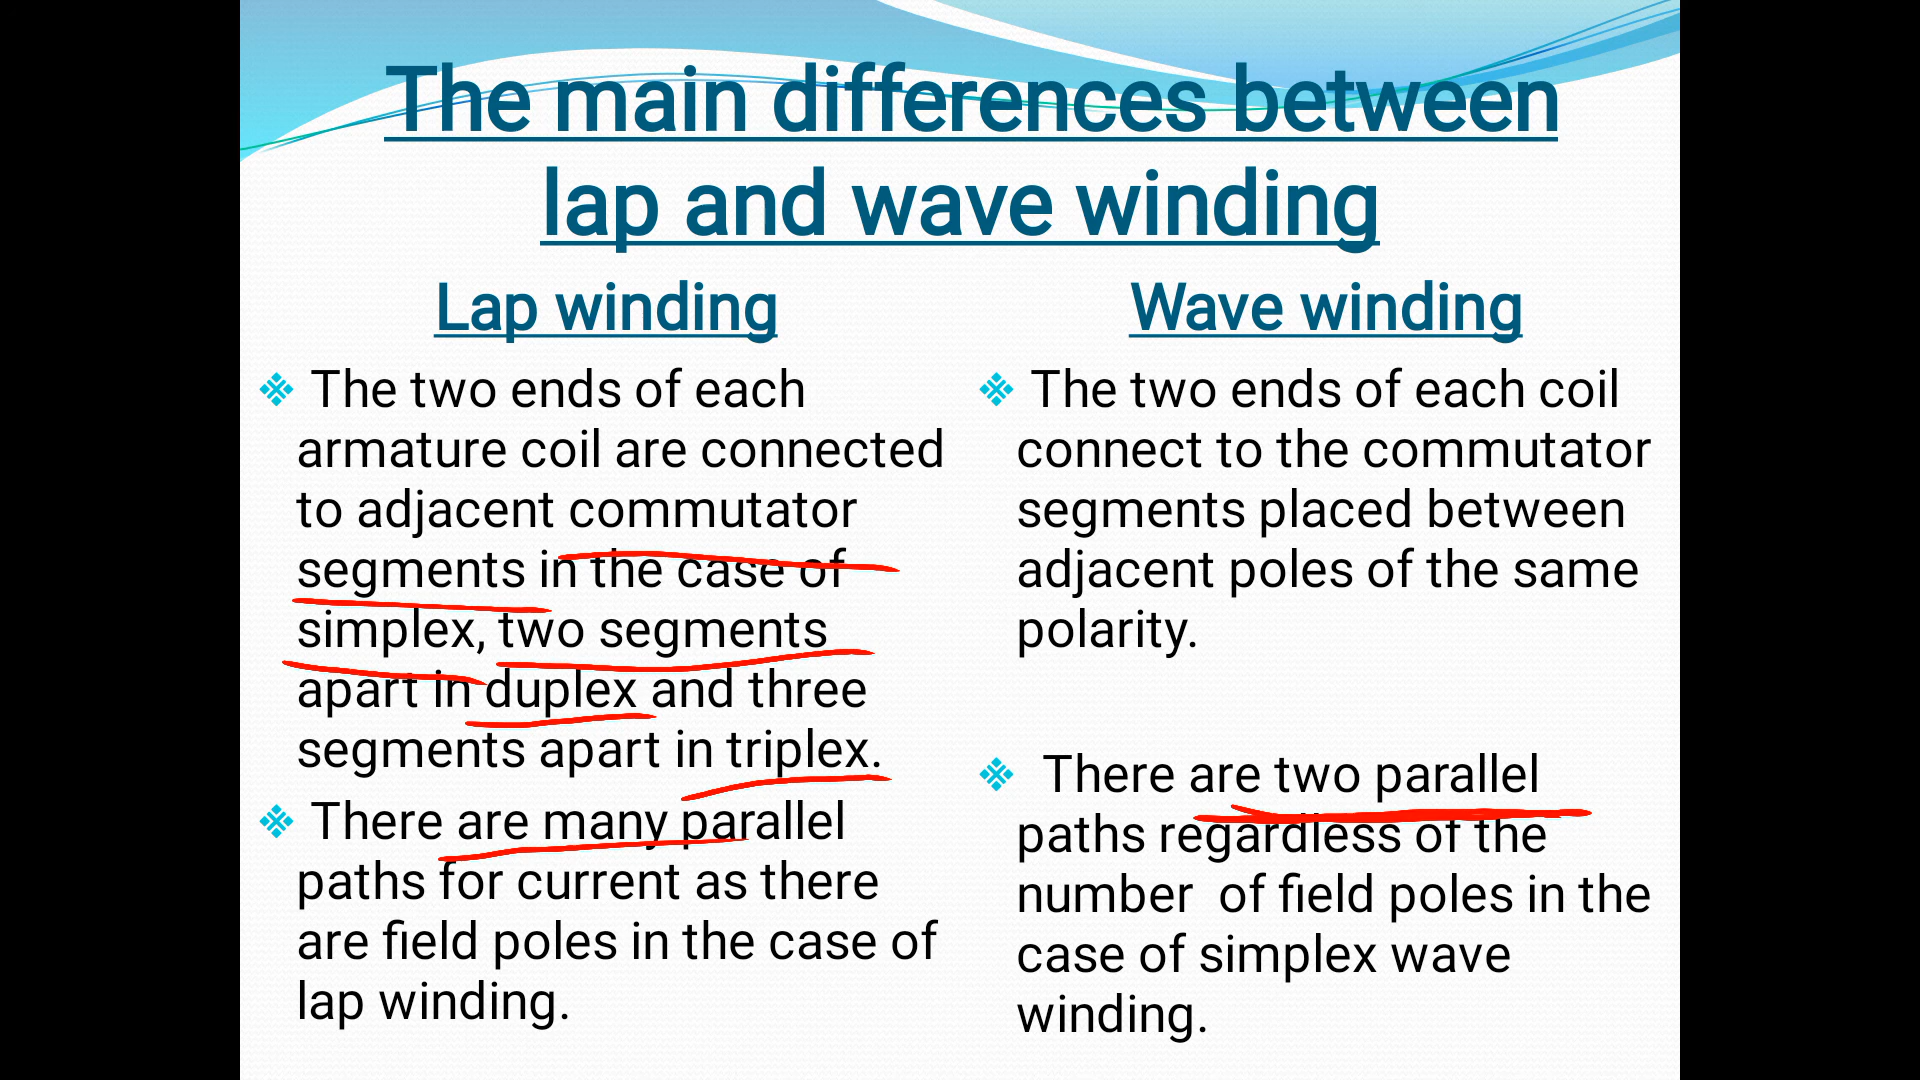 The main differences between
lap and wave winding
Lap winding
The two ends of each
armature coil are connected
to adjacent commutator
segments in the case of
simplex, two segments
apart in duplex and three
segments apart in triplex.
There are many parallel
paths for current as there
are field poles in the case of
lap winding.
Wave winding
The two ends of each coil
connect to the commutator
segments placed between
adjacent poles of the same
polarity.
There are two parallel
paths regardless of the
number of field poles in the
case of simplex wave
winding.